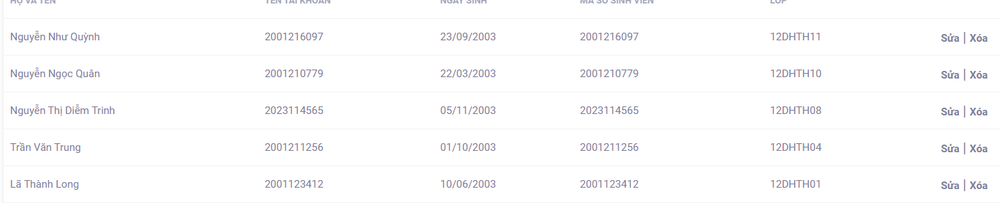 HỌ VÀ TÊN TÊN TÀI KHOẢN NGÀY SINH MÃ SỐ SINH VIÊN LỚP
Nguyễn Như Quỳnh 2001216097 23/09/2003 2001216097 12DHTH11 Sửa | Xóa
Nguyễn Ngọc Quân 2001210779 22/03/2003 2001210779 12DHTH10 Sửa | Xóa
Nguyễn Thị Diễm Trinh 2023114565 05/11/2003 2023114565 12DHTH08 Sửa | Xóa
Trần Văn Trung 2001211256 01/10/2003 2001211256 12DHTH04 Sửa | Xóa
Lã Thành Long 2001123412 10/06/2003 2001123412 12DHTH01 Sửa | Xóa